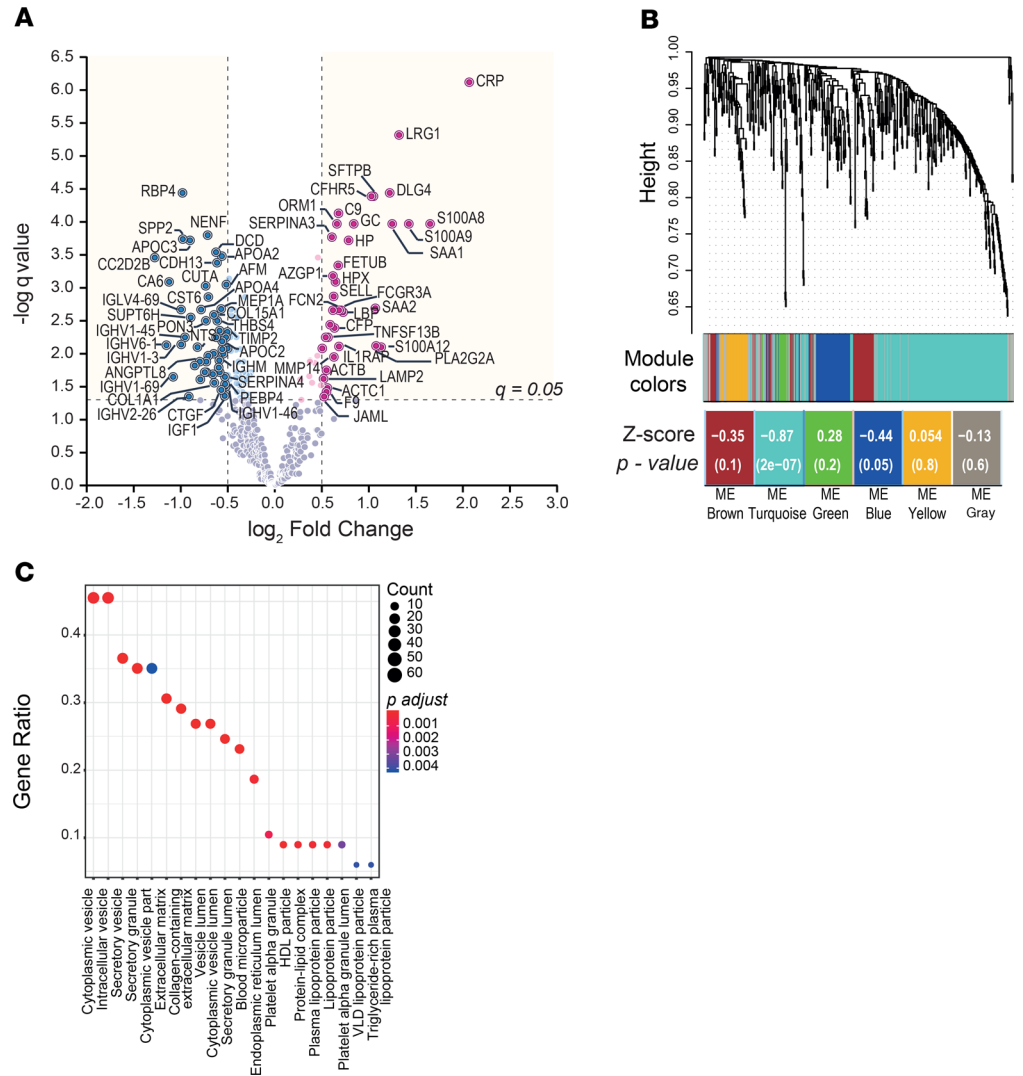 A
6.5
6.0
5.5
5.0
4.5
4.0
3.5
3.0
2.5
2.0
1.5
1.0
0.5
0.0
-log q value
-2.0
-1.5
-1.0
-0.5
0.0
0.5
1.0
1.5
2.0
2.5
3.0
log2 Fold Change
q = 0.05
CRP
LRG1
SFTPB
CFHR5
DLG4
ORM1
C9
GC
S100A8
SERPINA3
S100A9
HP
SAA1
FETUB
AZGP1
HPX
SELL
FCGR3A
FCN2
LBP
SAA2
CFP
TNFSF13B
S100A12
IL1RAP
PLA2G2A
MMP14
ACTB
LAMP2
ACTC1
F9
JAML
RBP4
SPP2
NENF
APOC3
DCD
CC2D2B
CDH13
APOA2
CA6
CUTA
AFM
CST6
APOA4
IGLV4-69
MEP1A
SUPT6H
COL15A1
IGHV1-45
PON3
THBS4
IGHV6-1
NTS
TIMP2
IGHV1-3
APOC2
ANGPTL8
IGHM
IGHV1-69
SERPINA4
COL1A1
PEBP4
IGHV2-26
CTGF
IGHV1-46
IGF1
B
1.00
0.95
0.90
0.85
0.80
0.75
0.70
0.65
Height
Module
colors
Z-score
−0.35
−0.87
0.28
−0.44
0.054
−0.13
p - value
(0.1)
(2e-07)
(0.2)
(0.05)
(0.8)
(0.6)
ME
ME
ME
ME
ME
ME
Brown
Turquoise
Green
Blue
Yellow
Gray
C
Gene Ratio
0.4
0.3
0.2
0.1
Count
10
20
30
40
50
60
p adjust
0.001
0.002
0.003
0.004
Cytoplasmic vesicle
Intracellular vesicle
Secretory vesicle
Secretory granule
Cytoplasmic vesicle part
Extracellular matrix
Collagen-containing
extracellular matrix
Vesicle lumen
Cytoplasmic vesicle lumen
Secretory granule lumen
Blood microparticle
Endoplasmic reticulum lumen
Platelet alpha granule
HDL particle
Protein-lipid complex
Plasma lipoprotein particle
Lipoprotein particle
Platelet alpha granule lumen
VLD lipoprotein particle
Triglyceride-rich plasma
lipoprotein particle